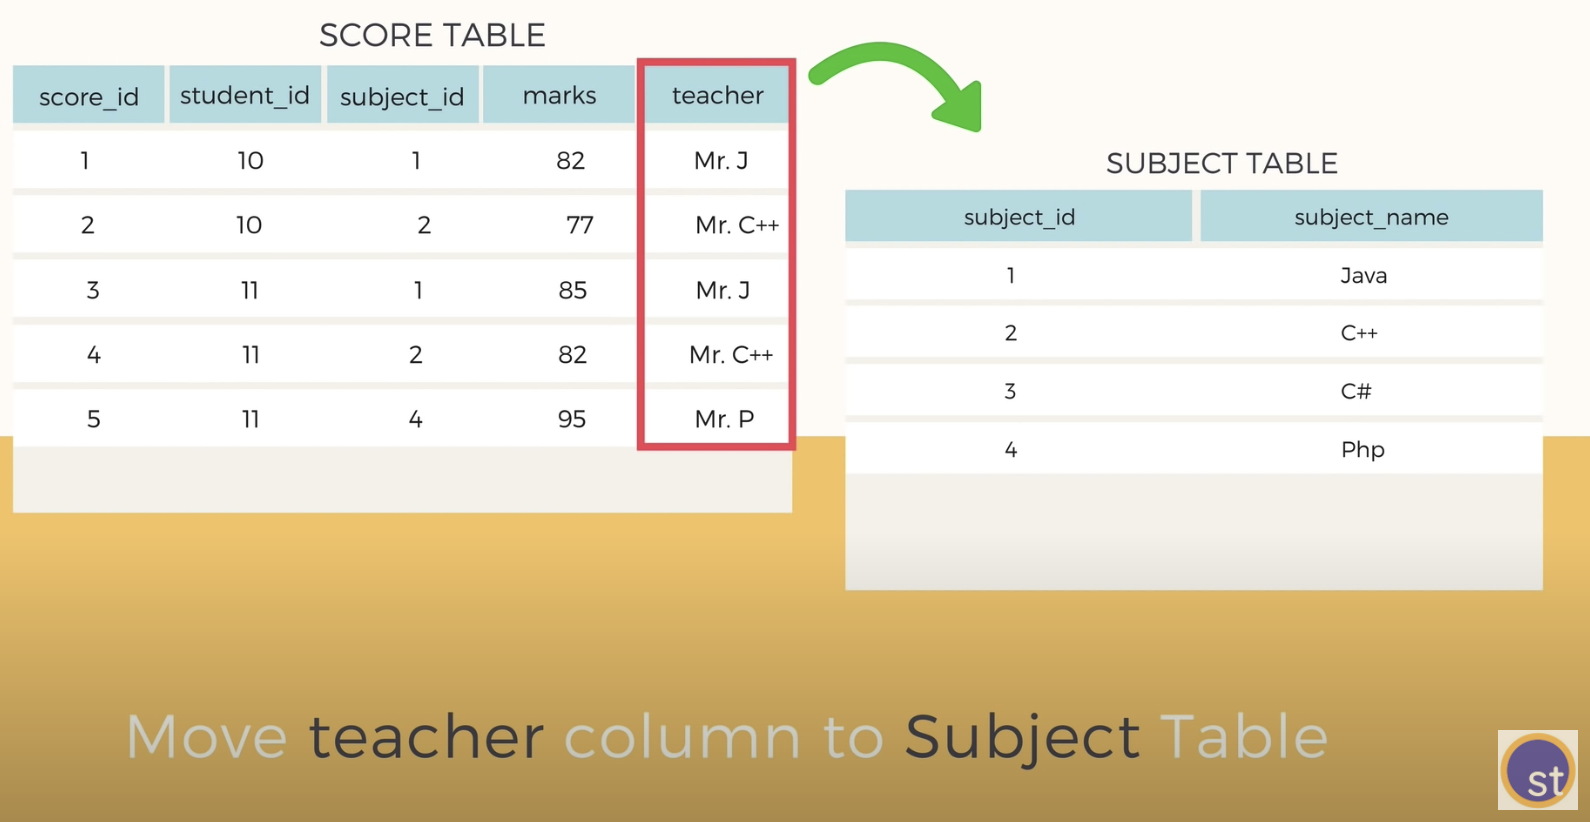 SCORE TABLE
score_id student_id subject_id marks teacher
1 10 1 82 Mr. J
2 10 2 77 Mr. C++
3 11 1 85 Mr. J
4 11 2 82 Mr. C++
5 11 4 95 Mr. P
SUBJECT TABLE
subject_id subject_name
1 Java
2 C++
3 C#
4 Php
Move teacher column to Subject Table
st